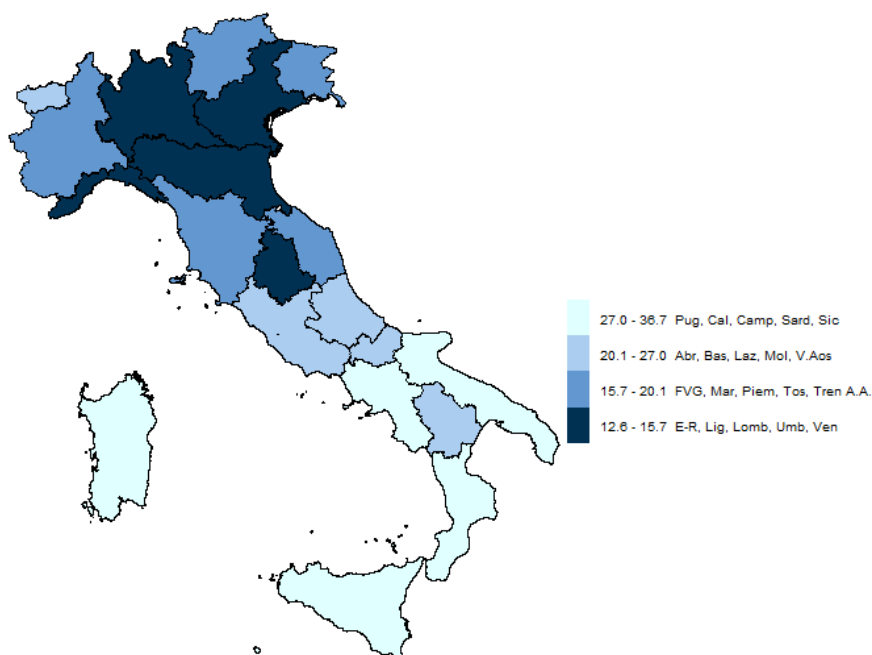 27.0 - 36.7 Pug, Cal, Camp, Sard, Sic
20.1 - 27.0 Abr, Bas, Laz, Mol, V.Aos
15.7 - 20.1 FVG, Mar, Piem, Tos, Tren A.A.
12.6 - 15.7 E-R, Lig, Lomb, Umb, Ven